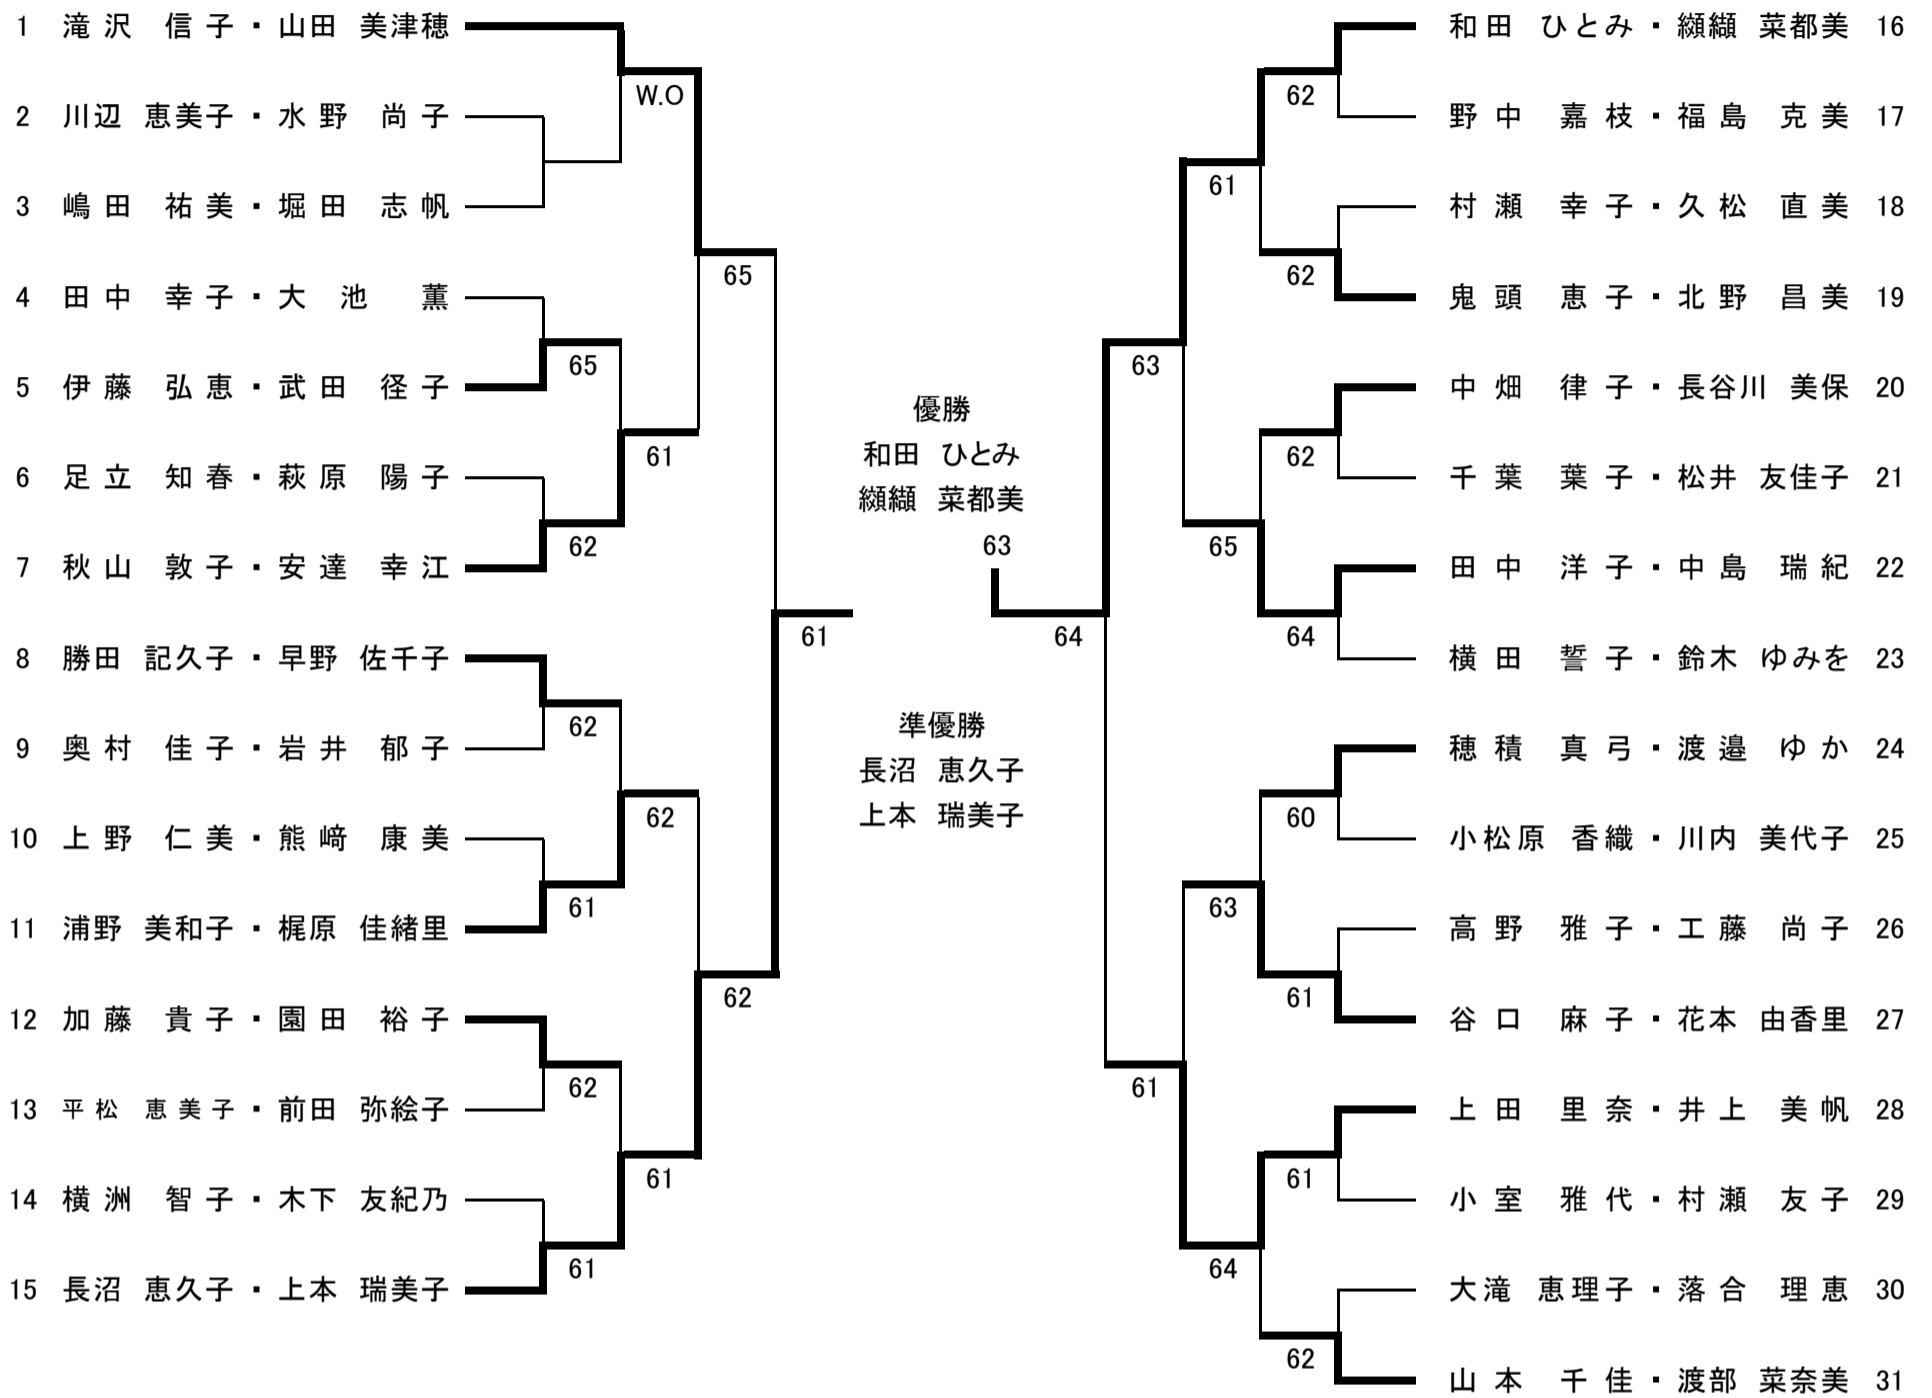 1 滝沢 信子・山田 美津穂
W.O
2 川辺 恵美子・水野 尚子
3 嶋田 祐美・堀田 志帆
65
4 田中 幸子・大池 薫
65
5 伊藤 弘恵・武田 径子
61
6 足立 知春・萩原 陽子
62
7 秋山 敦子・安達 幸江
61
8 勝田 記久子・早野 佐千子
62
9 奥村 佳子・岩井 郁子
62
10 上野 仁美・熊﨑 康美
61
11 浦野 美和子・梶原 佳緒里
62
12 加藤 貴子・園田 裕子
62
13 平松 恵美子・前田 弥絵子
61
14 横洲 智子・木下 友紀乃
61
15 長沼 恵久子・上本 瑞美子
優勝
和田 ひとみ
纐纈 菜都美
63
準優勝
長沼 恵久子
上本 瑞美子
和田 ひとみ・纐纈 菜都美 16
62
野中 嘉枝・福島 克美 17
61
村瀬 幸子・久松 直美 18
62
鬼頭 恵子・北野 昌美 19
63
中畑 律子・長谷川 美保 20
62
千葉 葉子・松井 友佳子 21
65
田中 洋子・中島 瑞紀 22
64
64
横田 誓子・鈴木 ゆみを 23
穂積 真弓・渡邉 ゆか 24
60
小松原 香織・川内 美代子 25
63
高野 雅子・工藤 尚子 26
61
谷口 麻子・花本 由香里 27
61
上田 里奈・井上 美帆 28
61
小室 雅代・村瀬 友子 29
64
大滝 恵理子・落合 理恵 30
62
山本 千佳・渡部 菜奈美 31